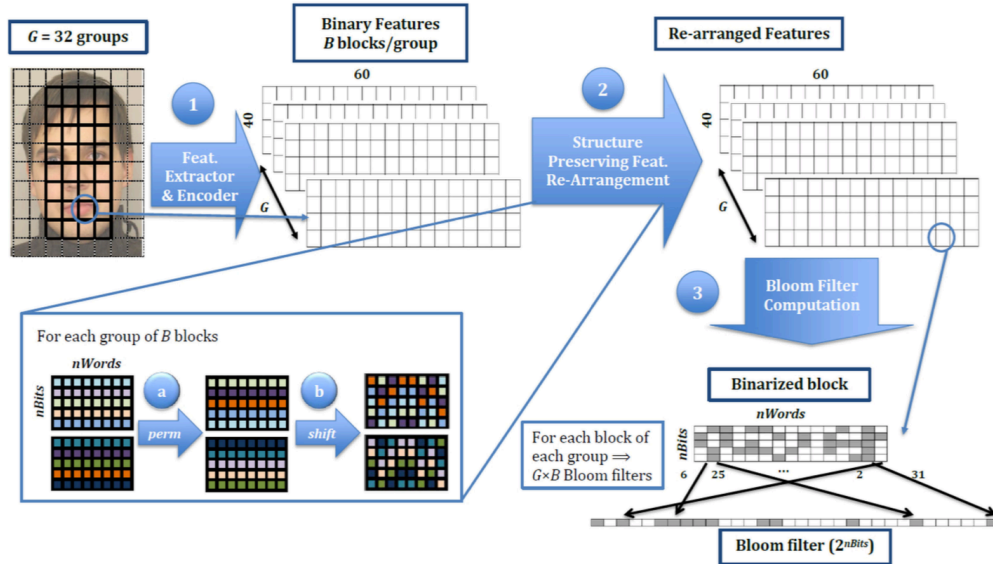 G = 32 groups
Binary Features
B blocks/group
Re-arranged Features
60
40
G
1
Feat.
Extractor
& Encoder
2
Structure
Preserving Feat.
Re-Arrangement
60
40
G
3
Bloom Filter
Computation
For each group of B blocks
nWords
nBits
a
perm
b
shift
Binarized block
nWords
nBits
For each block of
each group ⟹
G×B Bloom filters
6 25 ... 2 31
Bloom filter (2^nBits)